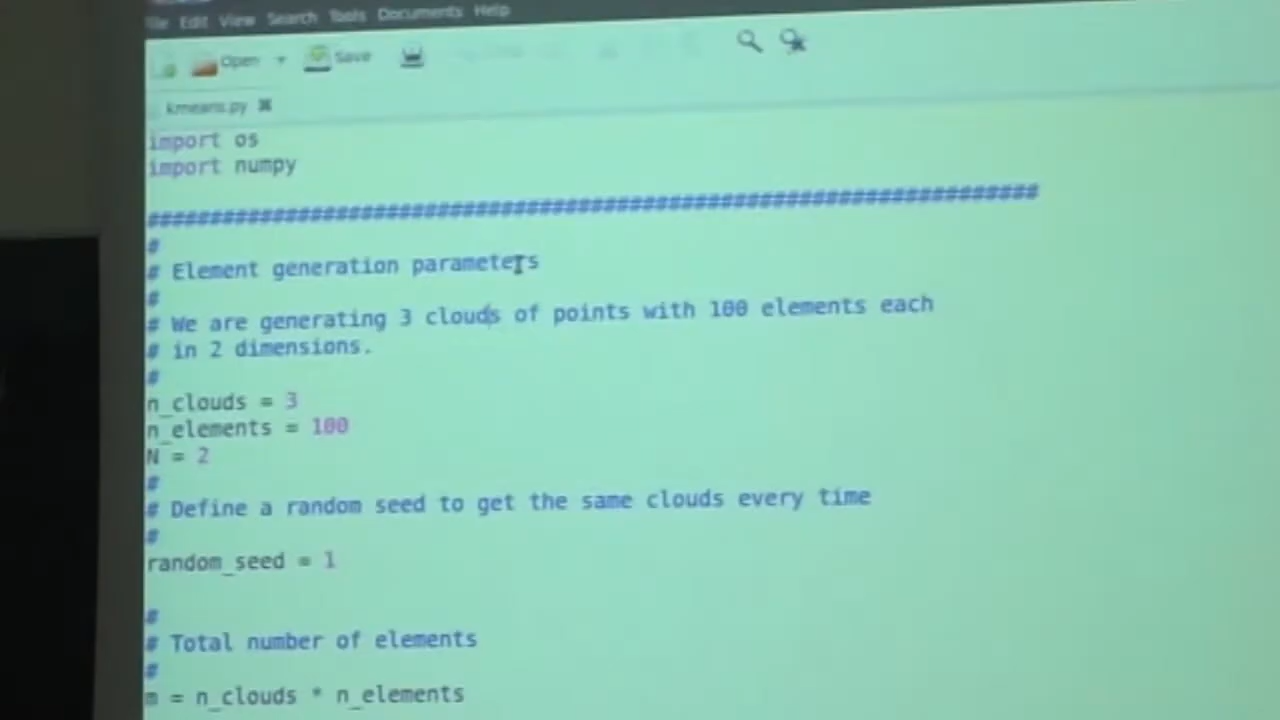 File Edit View Search Tools Documents Help
Open Save
kmeans.py
import os
import numpy
########################################################################
#
# Element generation parameters
#
# We are generating 3 clouds of points with 100 elements each
# in 2 dimensions.
#
n_clouds = 3
n_elements = 100
N = 2
#
# Define a random seed to get the same clouds every time
#
random_seed = 1
#
# Total number of elements
#
m = n_clouds * n_elements